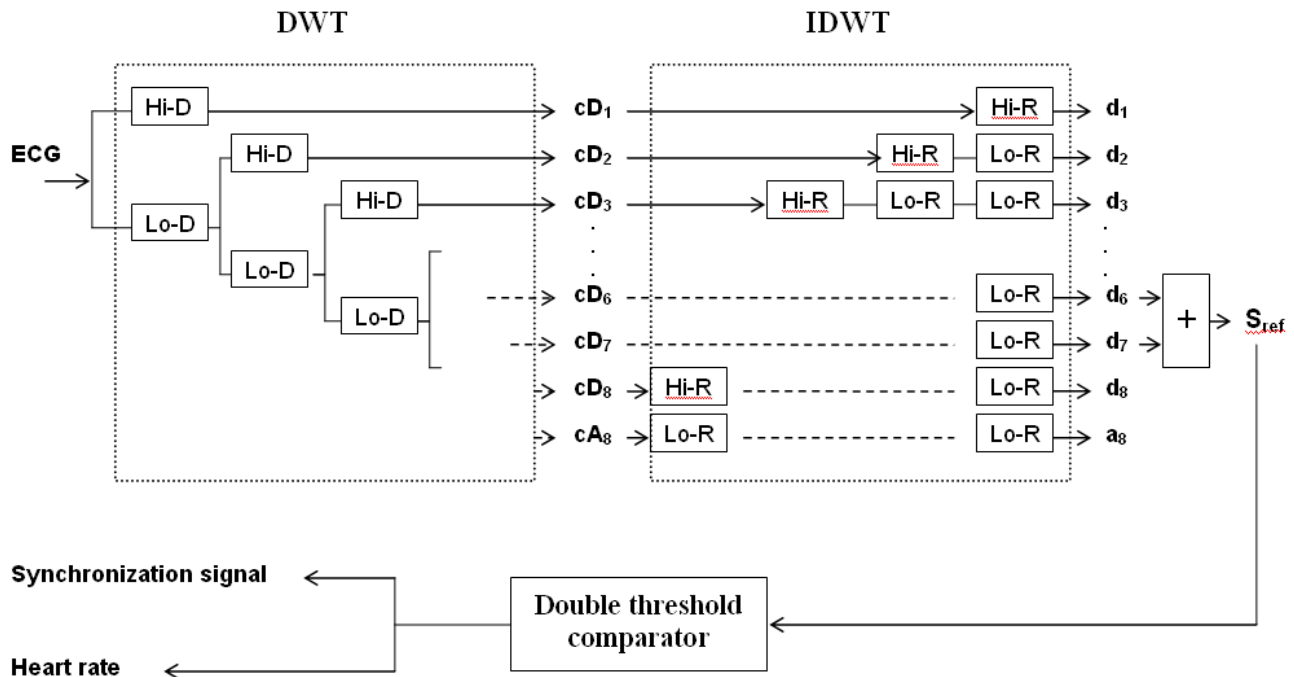 DWT IDWT
Hi-D cD₁ Hi-R d₁
ECG Hi-D cD₂ Hi-R Lo-R d₂
Hi-D cD₃ Hi-R Lo-R Lo-R d₃
Lo-D
Lo-D
cD₆ Lo-R d₆
Lo-D + Sref
cD₇ Lo-R d₇
cD₈ Hi-R Lo-R d₈
cA₈ Lo-R Lo-R a₈
Synchronization signal
Double threshold
comparator
Heart rate